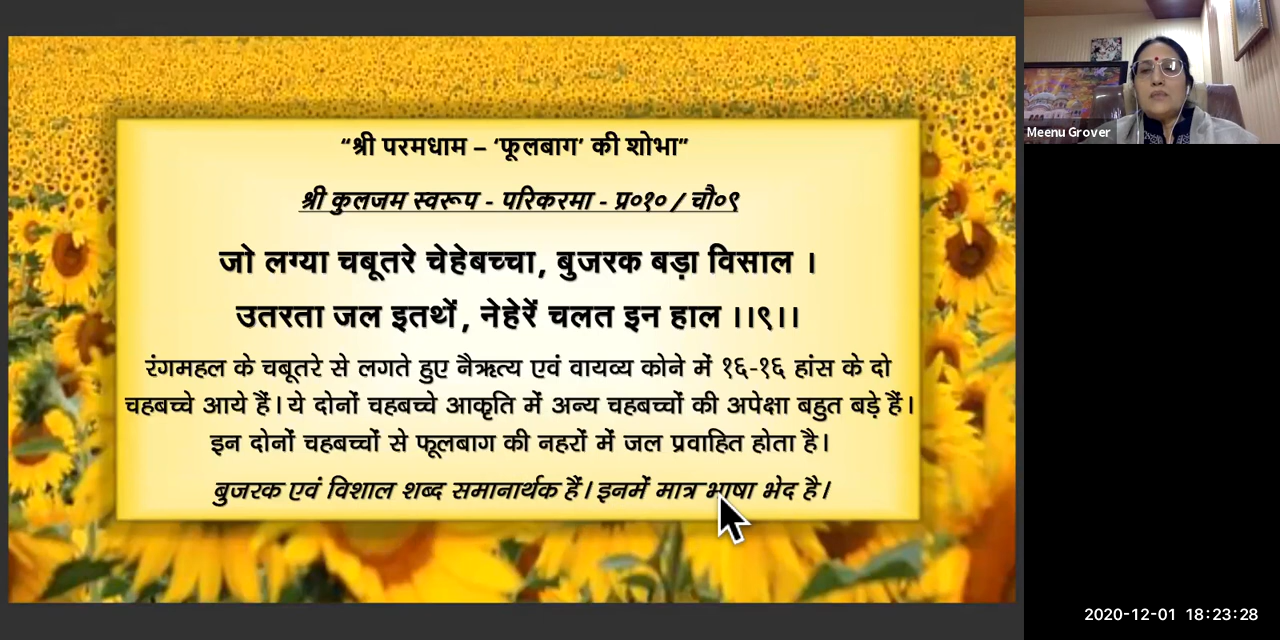 “श्री परमधाम – ‘फूलबाग’ की शोभा”
श्री कुलजम स्वरूप - परिकरमा - प्र०१० / चौ०९
जो लग्या चबूतरे चेहेबच्चा, बुजरक बड़ा विसाल ।
उतरता जल इतथें, नेहेरें चलत इन हाल ।।९।।
रंगमहल के चबूतरे से लगते हुए नैऋत्य एवं वायव्य कोने में १६-१६ हांस के दो
चहबच्चे आये हैं। ये दोनों चहबच्चे आकृति में अन्य चहबच्चों की अपेक्षा बहुत बड़े हैं।
इन दोनों चहबच्चों से फूलबाग की नहरों में जल प्रवाहित होता है।
बुजरक एवं विशाल शब्द समानार्थक हैं। इनमें मात्र भाषा भेद है।
Meenu Grover
2020-12-01 18:23:28